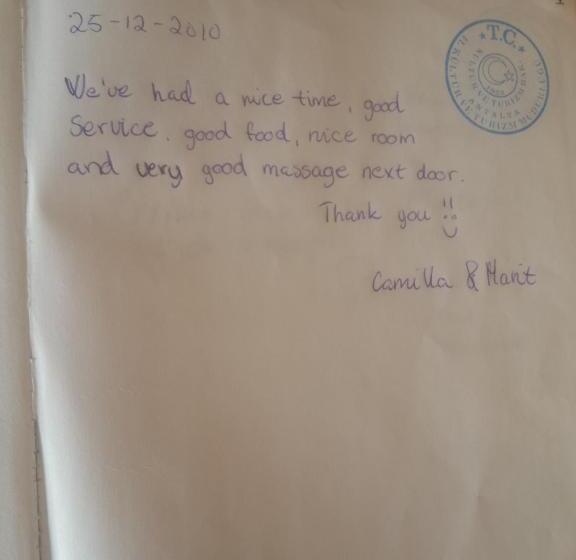 25-12-2010
T.C.
ANTALYA
We've had a nice time, good
Service, good food, nice room
and very good massage next door.
Thank you !! :)
Camilla & Marit